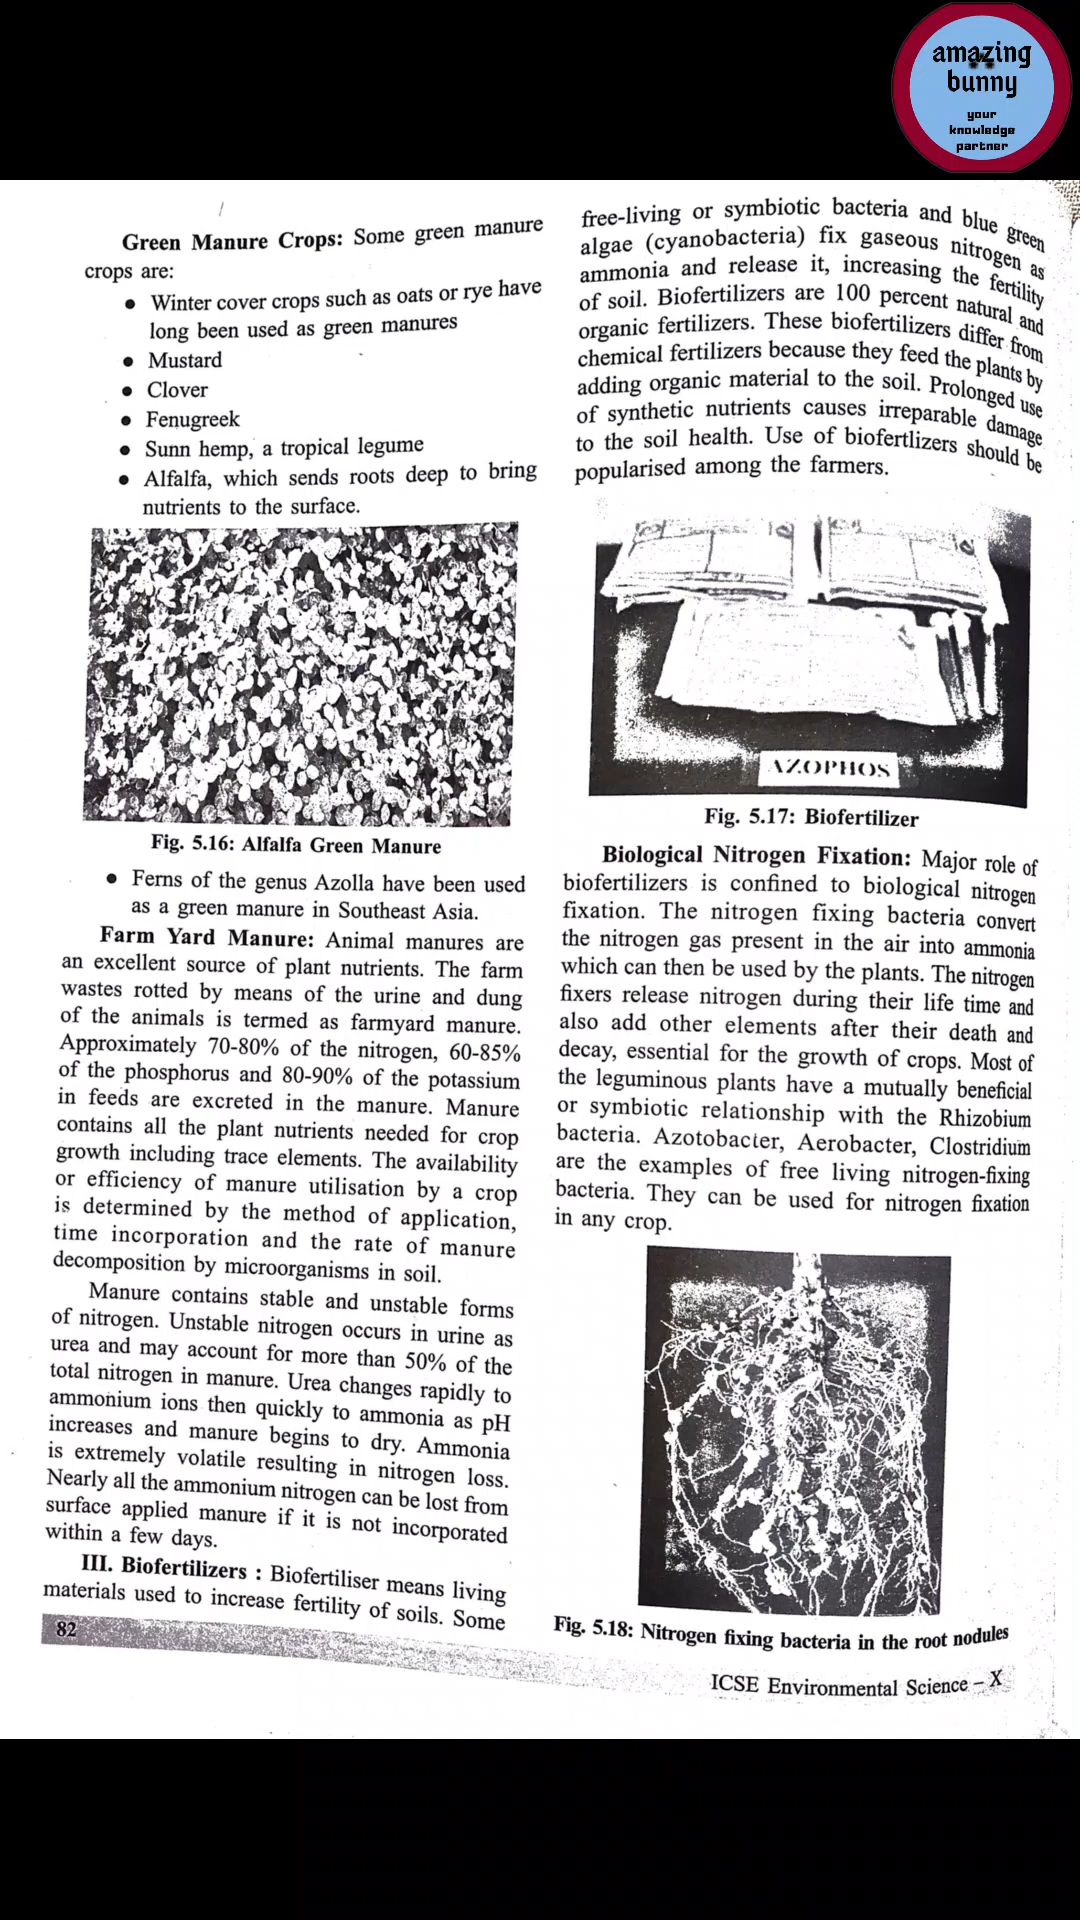 amazing
bunny
your
knowledge
partner
Green Manure Crops: Some green manure
crops are:
● Winter cover crops such as oats or rye have
long been used as green manures
● Mustard
● Clover
● Fenugreek
● Sunn hemp, a tropical legume
● Alfalfa, which sends roots deep to bring
nutrients to the surface.
Fig. 5.16: Alfalfa Green Manure
● Ferns of the genus Azolla have been used
as a green manure in Southeast Asia.
Farm Yard Manure: Animal manures are
an excellent source of plant nutrients. The farm
wastes rotted by means of the urine and dung
of the animals is termed as farmyard manure.
Approximately 70-80% of the nitrogen, 60-85%
of the phosphorus and 80-90% of the potassium
in feeds are excreted in the manure. Manure
contains all the plant nutrients needed for crop
growth including trace elements. The availability
or efficiency of manure utilisation by a crop
is determined by the method of application,
time incorporation and the rate of manure
decomposition by microorganisms in soil.
Manure contains stable and unstable forms
of nitrogen. Unstable nitrogen occurs in urine as
urea and may account for more than 50% of the
total nitrogen in manure. Urea changes rapidly to
ammonium ions then quickly to ammonia as pH
increases and manure begins to dry. Ammonia
is extremely volatile resulting in nitrogen loss.
Nearly all the ammonium nitrogen can be lost from
surface applied manure if it is not incorporated
within a few days.
III. Biofertilizers : Biofertiliser means living
materials used to increase fertility of soils. Some
82
free-living or symbiotic bacteria and blue green
algae (cyanobacteria) fix gaseous nitrogen as
ammonia and release it, increasing the fertility
of soil. Biofertilizers are 100 percent natural and
organic fertilizers. These biofertilizers differ from
chemical fertilizers because they feed the plants by
adding organic material to the soil. Prolonged use
of synthetic nutrients causes irreparable damage
to the soil health. Use of biofertlizers should be
popularised among the farmers.
AZOPHOS
Fig. 5.17: Biofertilizer
Biological Nitrogen Fixation: Major role of
biofertilizers is confined to biological nitrogen
fixation. The nitrogen fixing bacteria convert
the nitrogen gas present in the air into ammonia
which can then be used by the plants. The nitrogen
fixers release nitrogen during their life time and
also add other elements after their death and
decay, essential for the growth of crops. Most of
the leguminous plants have a mutually beneficial
or symbiotic relationship with the Rhizobium
bacteria. Azotobacter, Aerobacter, Clostridium
are the examples of free living nitrogen-fixing
bacteria. They can be used for nitrogen fixation
in any crop.
Fig. 5.18: Nitrogen fixing bacteria in the root nodules
ICSE Environmental Science – X